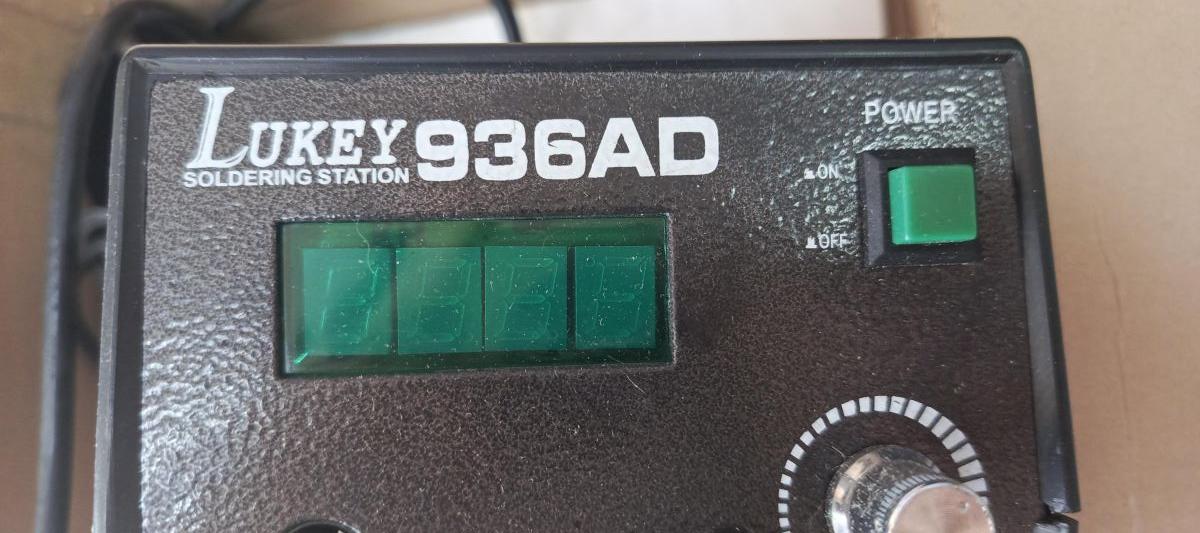 LUKEY 936AD
SOLDERING STATION
POWER
ON
OFF